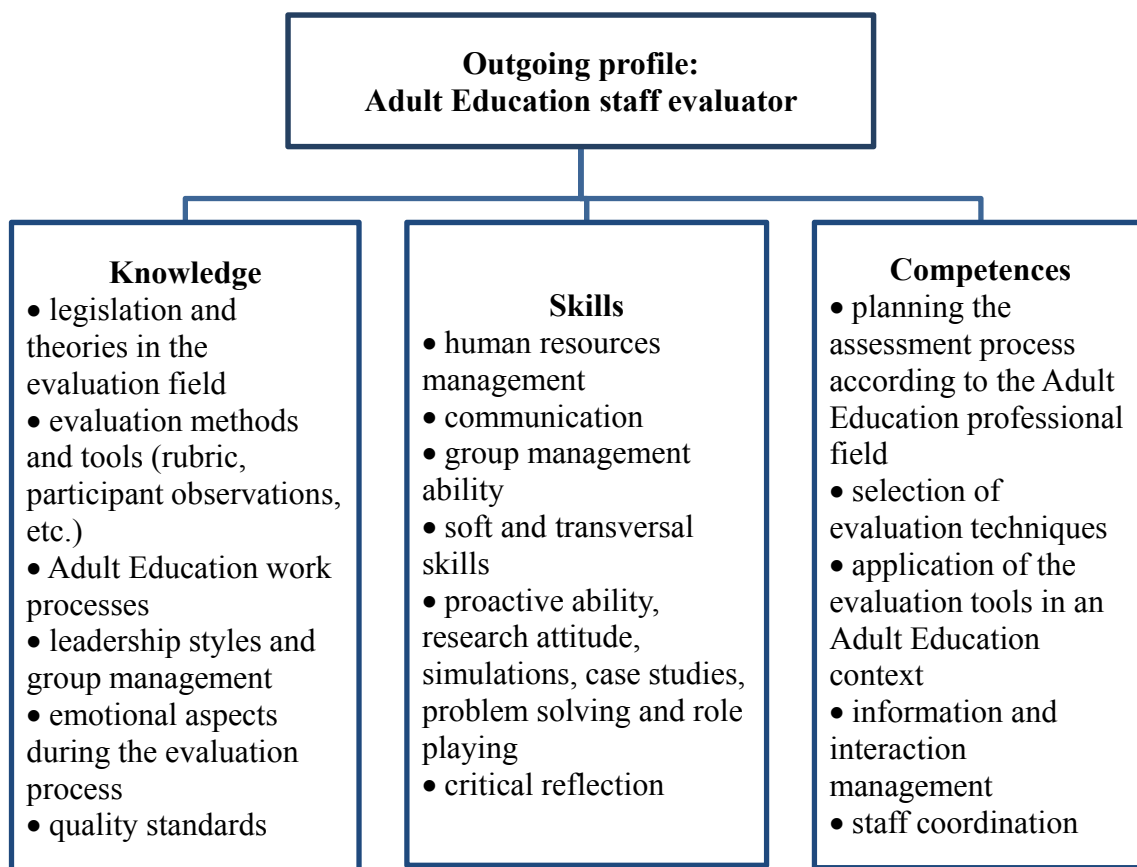 Outgoing profile:
Adult Education staff evaluator
Knowledge
• legislation and
theories in the
evaluation field
• evaluation methods
and tools (rubric,
participant observations,
etc.)
• Adult Education work
processes
• leadership styles and
group management
• emotional aspects
during the evaluation
process
• quality standards
Skills
• human resources
management
• communication
• group management
ability
• soft and transversal
skills
• proactive ability,
research attitude,
simulations, case studies,
problem solving and role
playing
• critical reflection
Competences
• planning the
assessment process
according to the Adult
Education professional
field
• selection of
evaluation techniques
• application of the
evaluation tools in an
Adult Education
context
• information and
interaction
management
• staff coordination